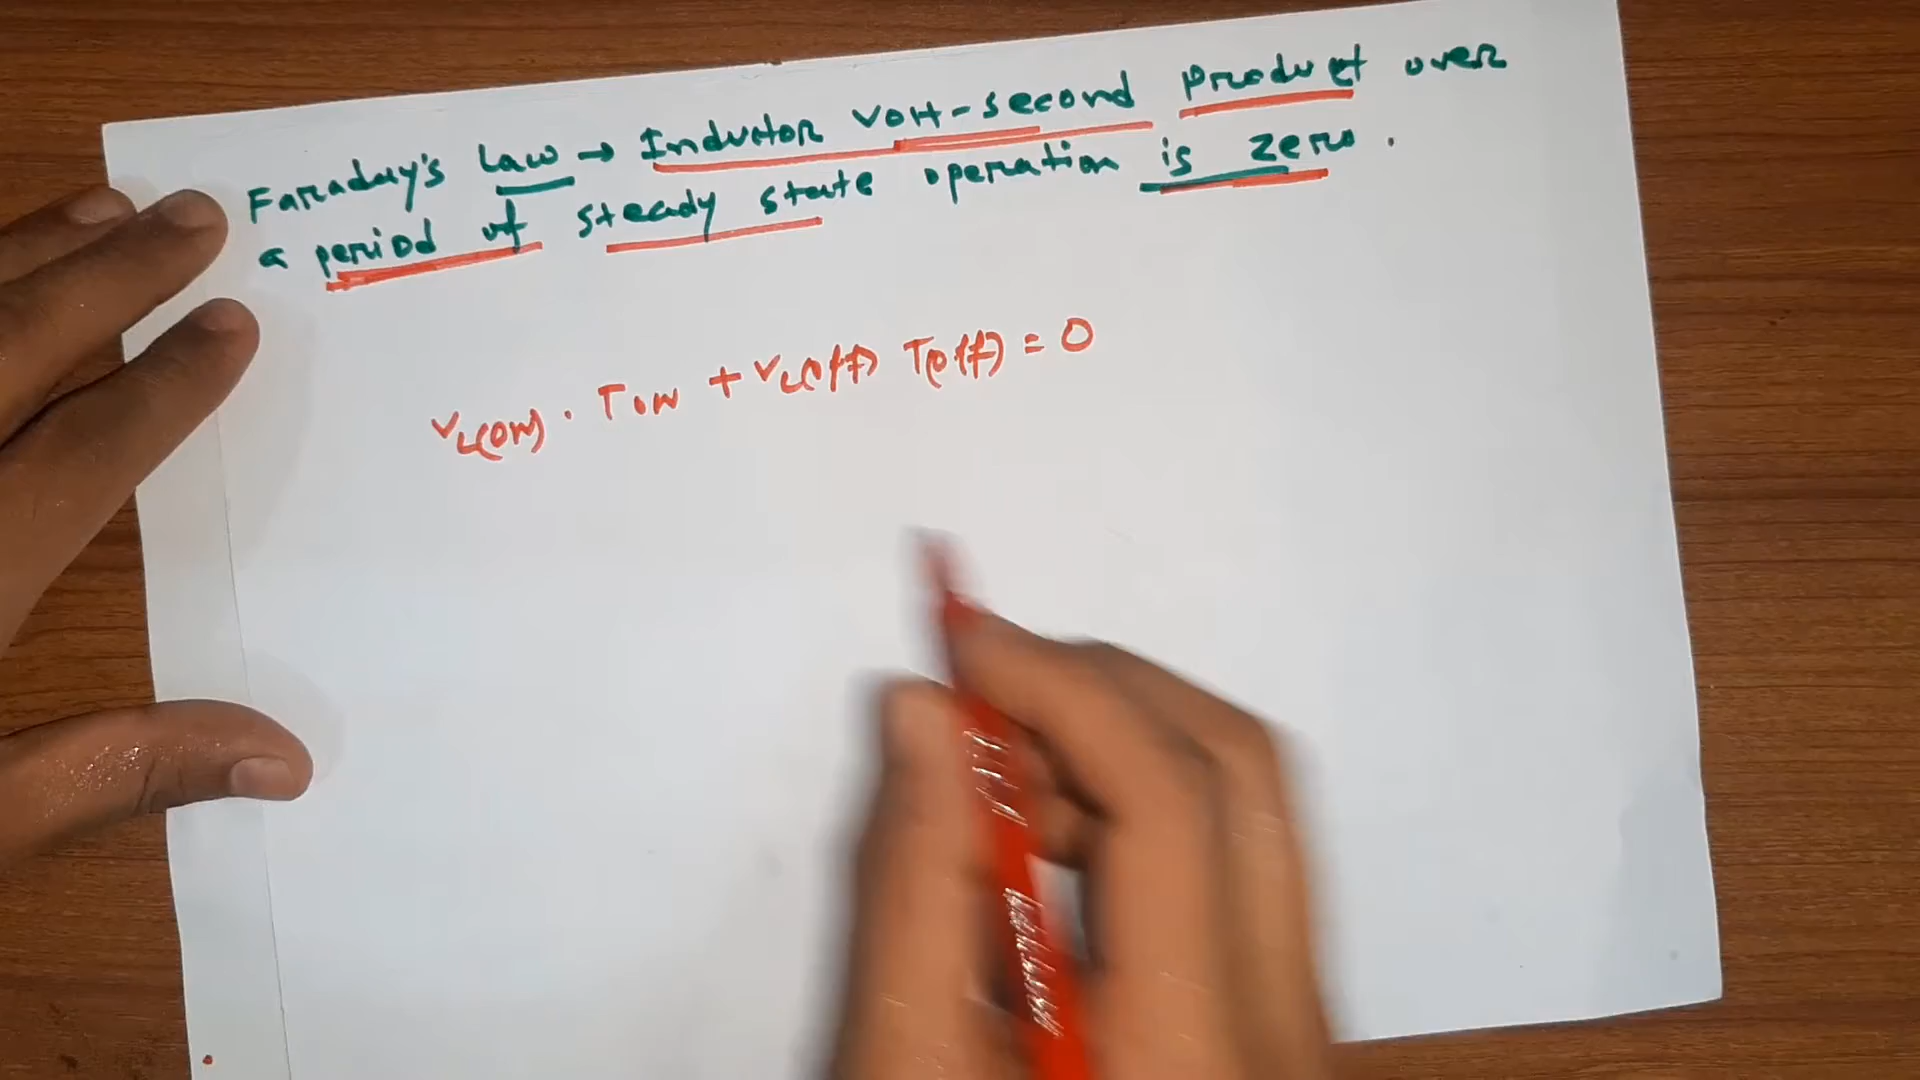 Faraday's Law → Inductor volt-second product over
a period of steady state operation is zero.
VL(ON) . TON + VL(off) T(off) = 0